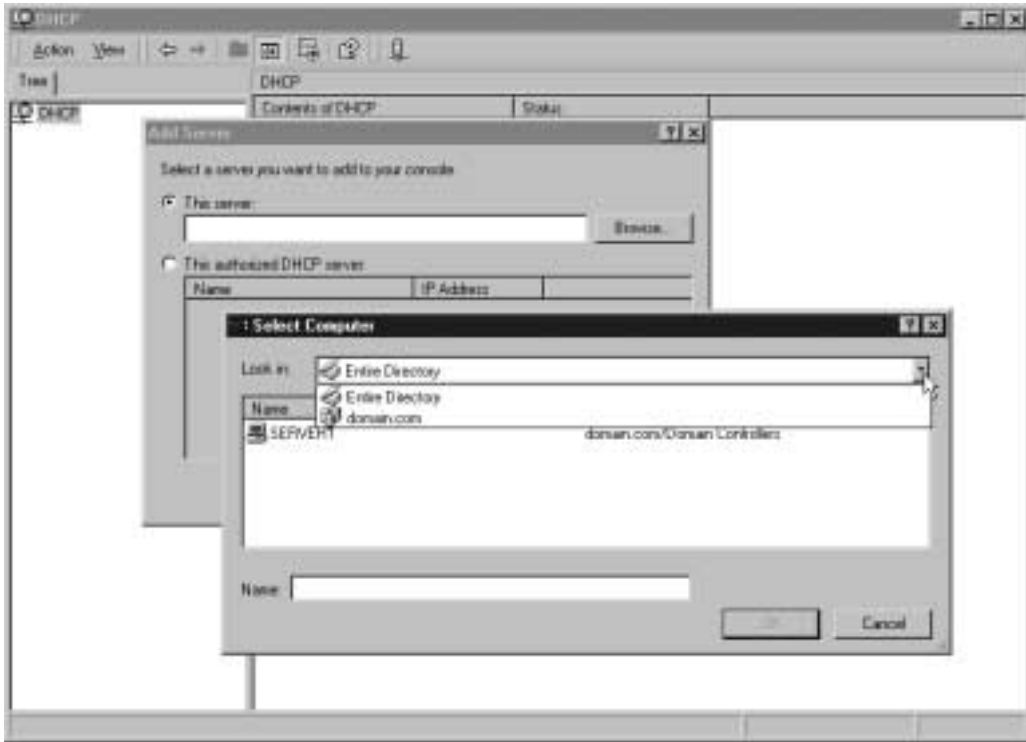 DHCP
Action View
Tree
DHCP
DHCP
Contents of DHCP Status
Add Server
Select a server you want to add to your console
This server:
Browse...
This authorized DHCP server
Name IP Address
: Select Computer
Look in: Entire Directory
Entire Directory
Name
domain.com
SERVER1 domain.com/Domain Controllers
Name:
Cancel